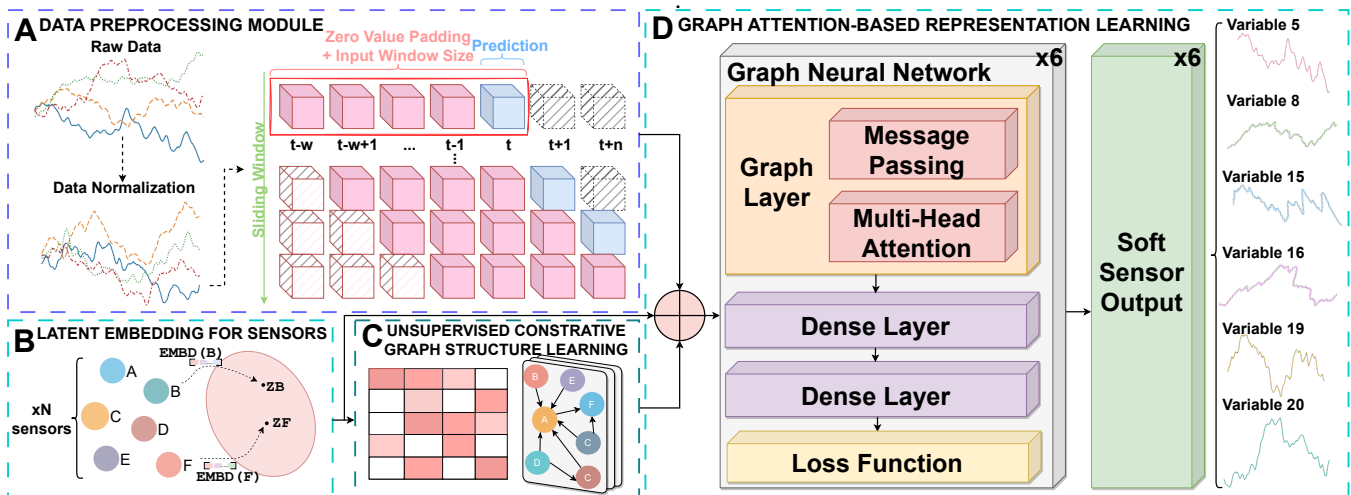 A DATA PREPROCESSING MODULE
Raw Data
Data Normalization
Zero Value Padding
+ Input Window Size
Prediction
Sliding Window
t-w t-w+1 ... t-1 t t+1 t+n
B LATENT EMBEDDING FOR SENSORS
xN
sensors
A
B
C
D
E
F
EMBD(B)
ZB
ZF
EMBD(F)
C UNSUPERVISED CONSTRATIVE
GRAPH STRUCTURE LEARNING
B
E
F
A
C
D
C
D GRAPH ATTENTION-BASED REPRESENTATION LEARNING
x6
Graph Neural Network
Graph
Layer
Message
Passing
Multi-Head
Attention
Dense Layer
Dense Layer
Loss Function
x6
Soft
Sensor
Output
Variable 5
Variable 8
Variable 15
Variable 16
Variable 19
Variable 20